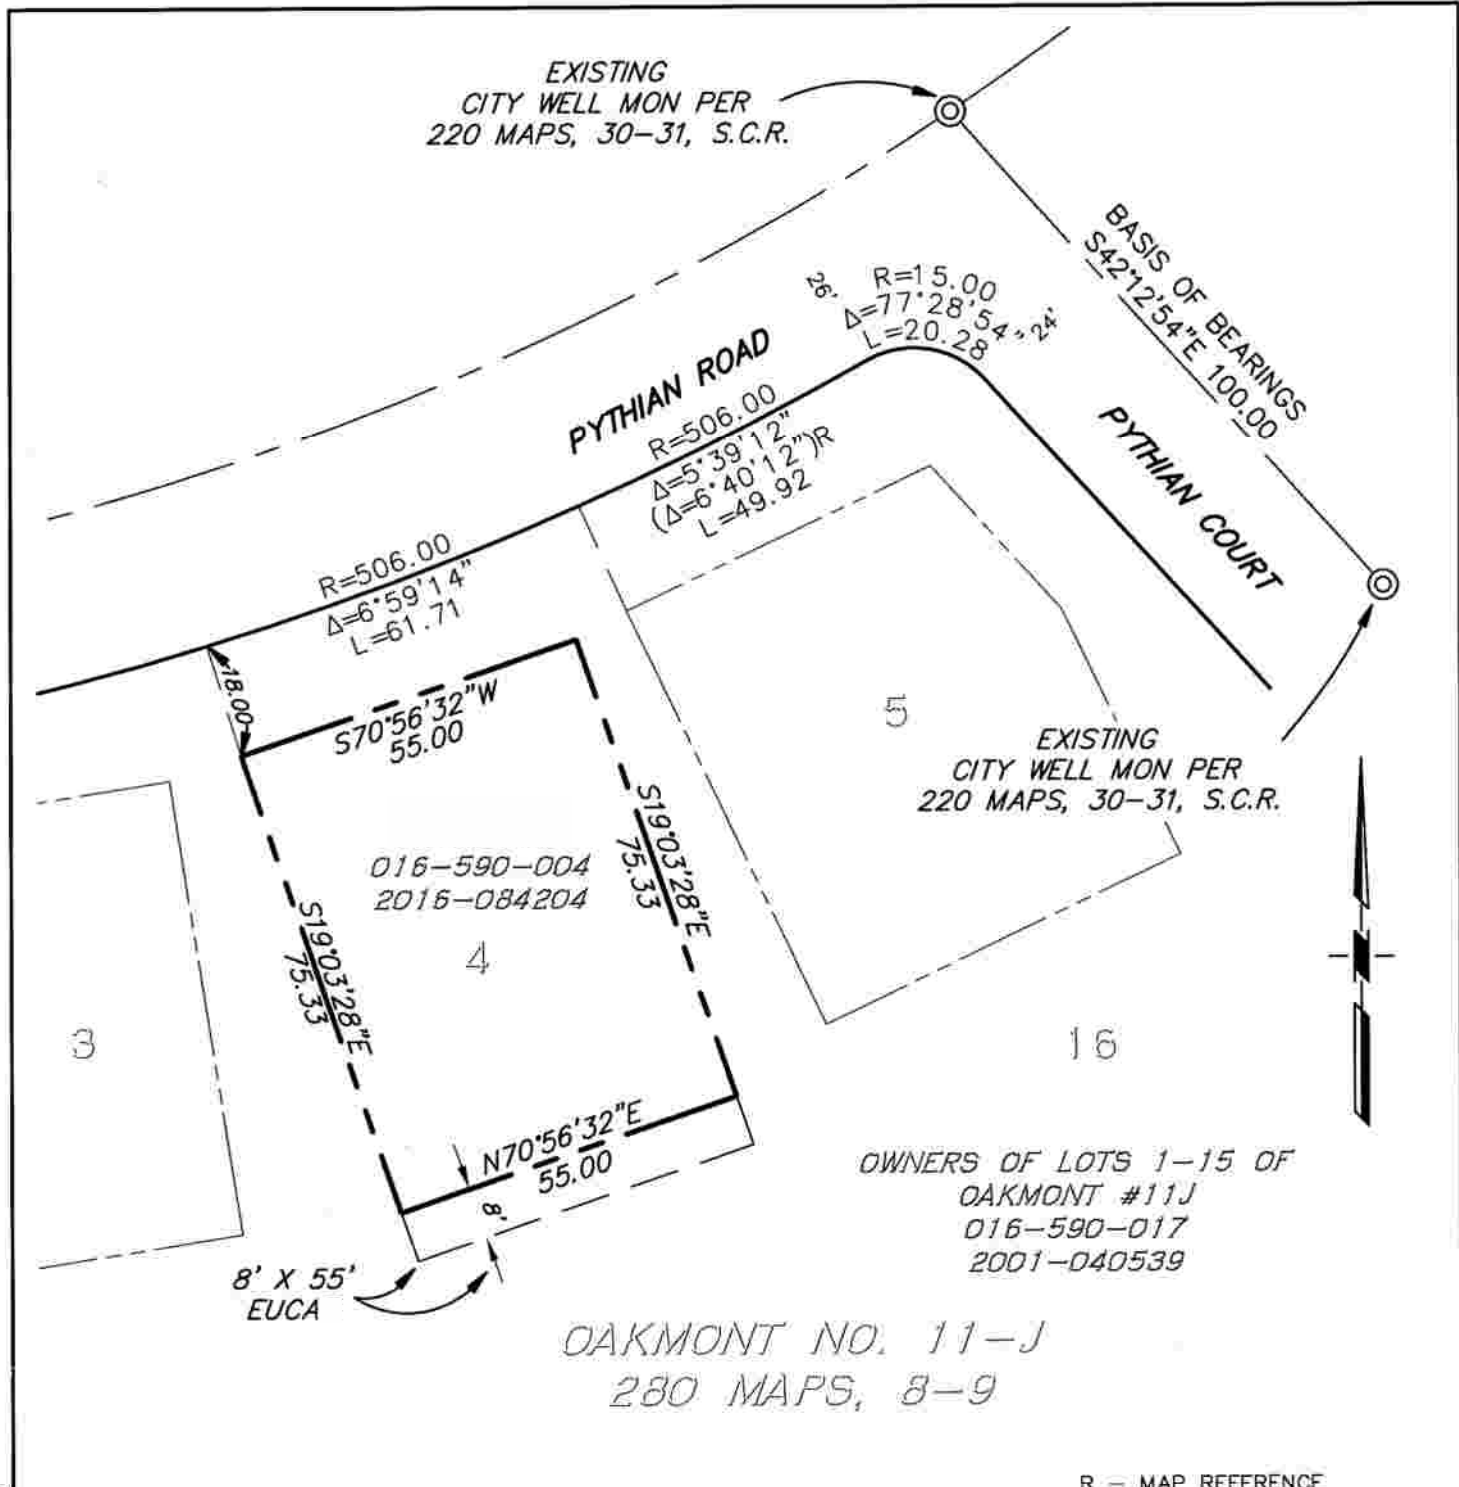 EXISTING
CITY WELL MON PER
220 MAPS, 30-31, S.C.R.
BASIS OF BEARINGS
S42°12'54"E 100.00
26'
R=15.00
Δ=77°28'54"
L=20.28
24'
PYTHIAN ROAD
R=506.00
Δ=5°39'12"
(Δ=6°40'12")R
L=49.92
PYTHIAN COURT
R=506.00
Δ=6°59'14"
L=61.71
18.00
S70°56'32"W
55.00
5
EXISTING
CITY WELL MON PER
220 MAPS, 30-31, S.C.R.
S19°03'28"E
75.33
016-590-004
2016-084204
4
S19°03'28"E
75.33
3
16
N70°56'32"E
55.00
8'
8' X 55'
EUCA
OWNERS OF LOTS 1-15 OF
OAKMONT #11J
016-590-017
2001-040539
OAKMONT NO. 11-J
280 MAPS, 8-9
R - MAP REFERENCE